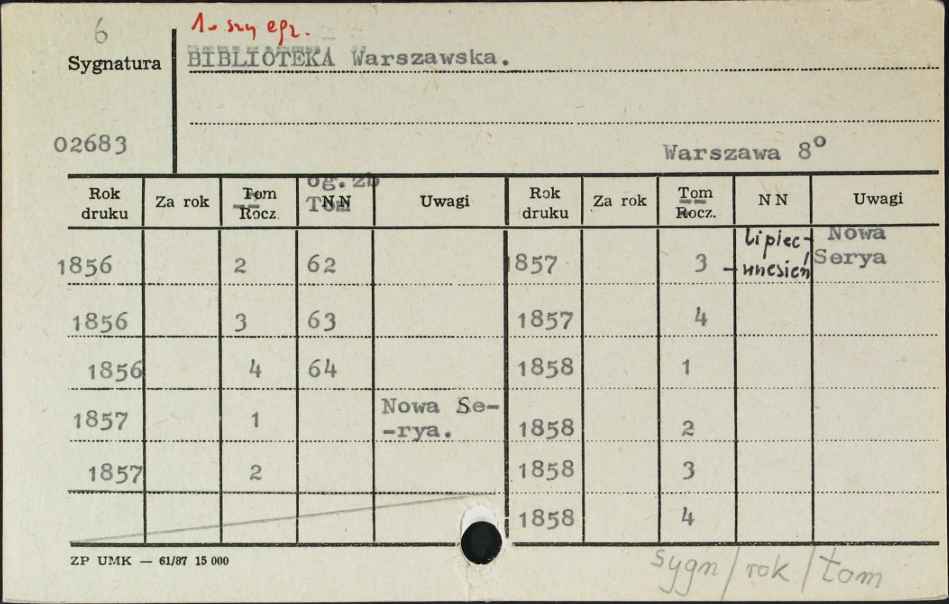 6
1-szy egz.
Sygnatura
BIBLIOTEKA Warszawska.
02683
Warszawa 8°
Rok druku Za rok Tom Rocz. og.zb Tom NN Uwagi Rok druku Za rok Tom Rocz. NN Uwagi
1856 2 62 1857 3 lipiec- -wrzesień Nowa Serya
1856 3 63 1857 4
1856 4 64 1858 1
1857 1 Nowa Se-
-rya. 1858 2
1857 2 1858 3
1858 4
ZP UMK — 61/87 15 000
sygn/rok/tom